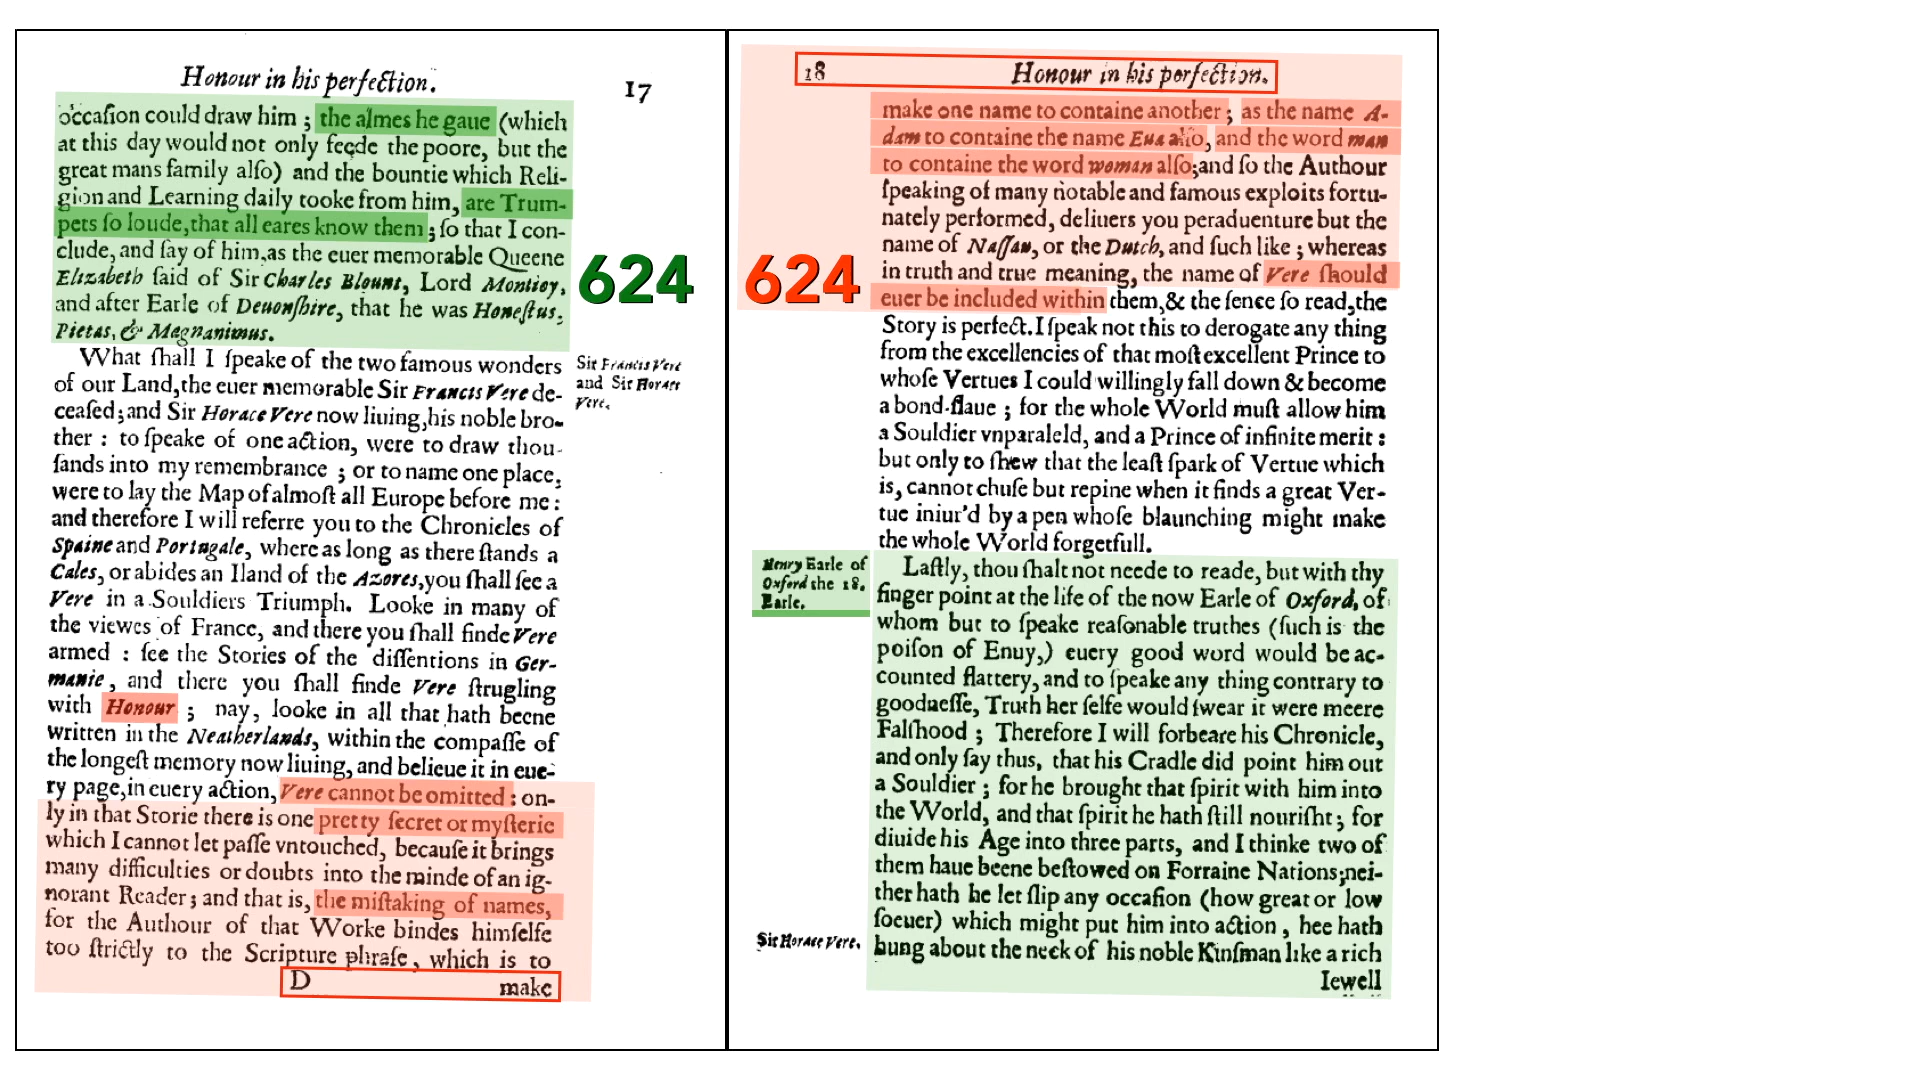 Honour in his perfection.
17
occasion could draw him ; the almes he gaue (which
at this day would not only feede the poore, but the
great mans family alſo) and the bountie which Reli-
gion and Learning daily tooke from him, are Trum-
pets ſo loude,that all eares know them ; ſo that I con-
clude, and ſay of him,as the euer memorable Queene
Elizabeth ſaid of Sir Charles Blount, Lord Montioy,
and after Earle of Deuonſhire, that he was Honeſtus,
Pietas, & Magnanimus.
624
What ſhall I ſpeake of the two famous wonders
of our Land,the euer memorable Sir Francis Vere de-
ceaſed; and Sir Horace Vere now liuing,his noble bro-
ther : to ſpeake of one action, were to draw thou-
ſands into my remembrance ; or to name one place,
were to lay the Map of almoſt all Europe before me :
and therefore I will referre you to the Chronicles of
Spaine and Portugale, where as long as there ſtands a
Cales, or abides an Iland of the Azores,you ſhall ſee a
Vere in a Souldiers Triumph. Looke in many of
the viewes of France, and there you ſhall finde Vere
armed : ſee the Stories of the diſſentions in Ger-
manie, and there you ſhall finde Vere ſtrugling
with Honour ; nay, looke in all that hath beene
written in the Neatherlands, within the compaſſe of
the longeſt memory now liuing, and belieue it in eue-
ry page,in euery action, Vere cannot be omitted : on-
ly in that Storie there is one pretty ſecret or myſterie
which I cannot let paſſe vntouched, becauſe it brings
many difficulties or doubts into the minde of an ig-
norant Reader; and that is, the miſtaking of names,
for the Authour of that Worke bindes himſelfe
too ſtrictly to the Scripture phraſe, which is to
D make
Sir Francis Vere
and Sir Horace
Vere.
18 Honour in his perfection.
make one name to containe another ; as the name A-
dam to containe the name Eua alſo, and the word man
to containe the word woman alſo;and ſo the Authour
ſpeaking of many notable and famous exploits fortu-
nately performed, deliuers you peraduenture but the
name of Naſſau, or the Dutch, and ſuch like ; whereas
in truth and true meaning, the name of Vere ſhould
euer be included within them,& the ſence ſo read,the
Story is perfect. I ſpeak not this to derogate any thing
from the excellencies of that moſt excellent Prince to
whoſe Vertues I could willingly fall down & become
a bond-ſlaue ; for the whole World muſt allow him
a Souldier vnparaleld, and a Prince of infinite merit :
but only to ſhew that the leaſt ſpark of Vertue which
is, cannot chuſe but repine when it finds a great Ver-
tue iniur'd by a pen whoſe blaunching might make
the whole World forgetfull.
624
Henry Earle of
Oxford the 18.
Earle.
Laſtly, thou ſhalt not neede to reade, but with thy
finger point at the life of the now Earle of Oxford, of
whom but to ſpeake reaſonable truthes (ſuch is the
poiſon of Enuy,) euery good word would be ac-
counted flattery, and to ſpeake any thing contrary to
goodneſſe, Truth her ſelfe would ſwear it were meere
Falſhood ; Therefore I will forbeare his Chronicle,
and only ſay thus, that his Cradle did point him out
a Souldier ; for he brought that ſpirit with him into
the World, and that ſpirit he hath ſtill nouriſht ; for
diuide his Age into three parts, and I thinke two of
them haue beene beſtowed on Forraine Nations;nei-
ther hath he let ſlip any occaſion (how great or low
ſoeuer) which might put him into action , hee hath
hung about the neck of his noble Kinſman like a rich
Iewell
Sir Horace Vere.